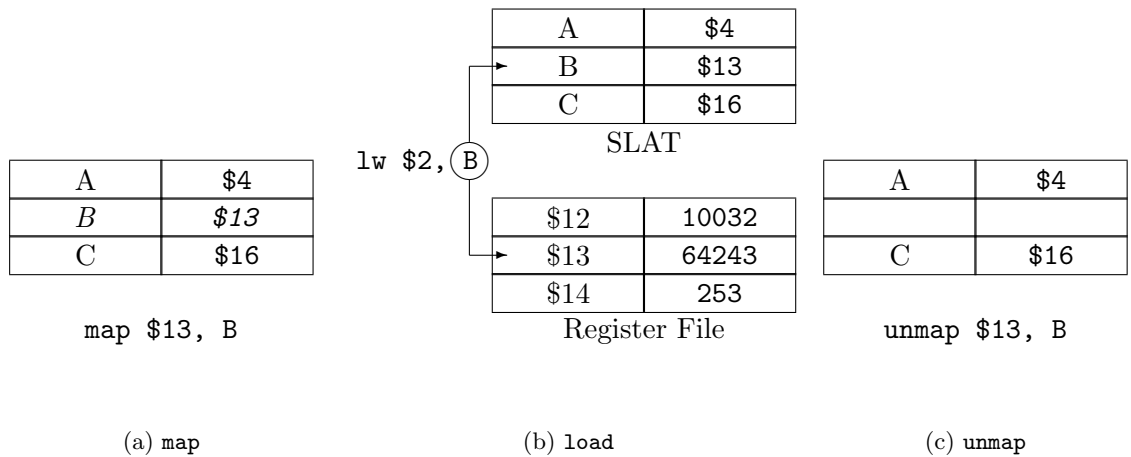 A $4
B $13
C $16
map $13, B
(a) map
A $4
B $13
C $16
SLAT
lw $2, B
$12 10032
$13 64243
$14 253
Register File
(b) load
A $4
C $16
unmap $13, B
(c) unmap